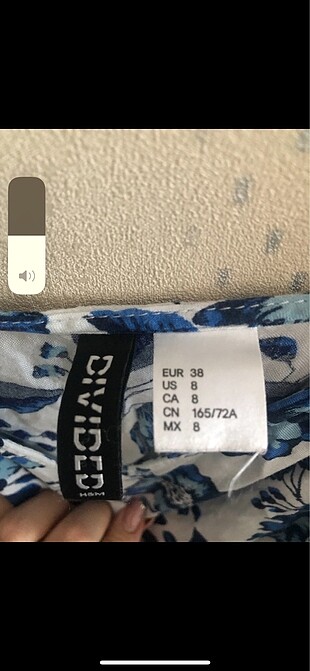 DIVIDED
H&M
EUR 38
US 8
CA 8
CN 165/72A
MX 8